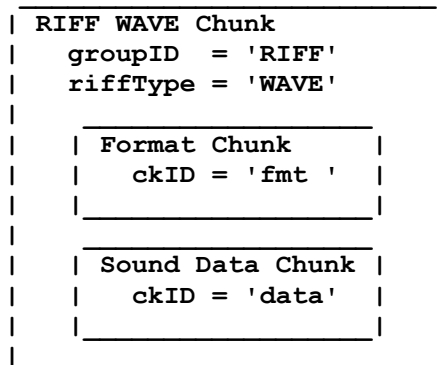 RIFF WAVE Chunk
groupID = 'RIFF'
riffType = 'WAVE'
Format Chunk
ckID = 'fmt '
Sound Data Chunk
ckID = 'data'